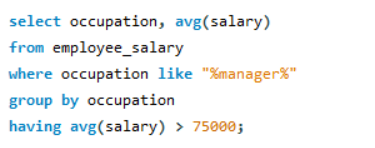 select occupation, avg(salary)
from employee_salary
where occupation like "%manager%"
group by occupation
having avg(salary) > 75000;